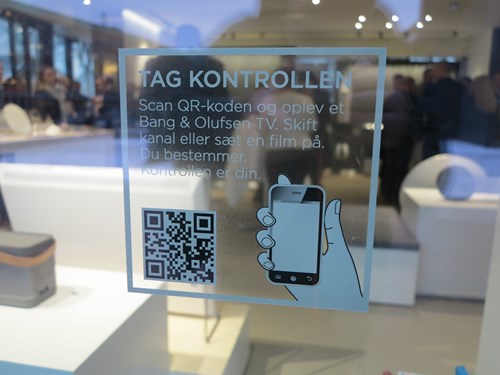 TAG KONTROLLEN
Scan QR-koden og oplev et
Bang & Olufsen TV. Skift
kanal eller sæt en film på.
Du bestemmer.
Kontrollen er din.